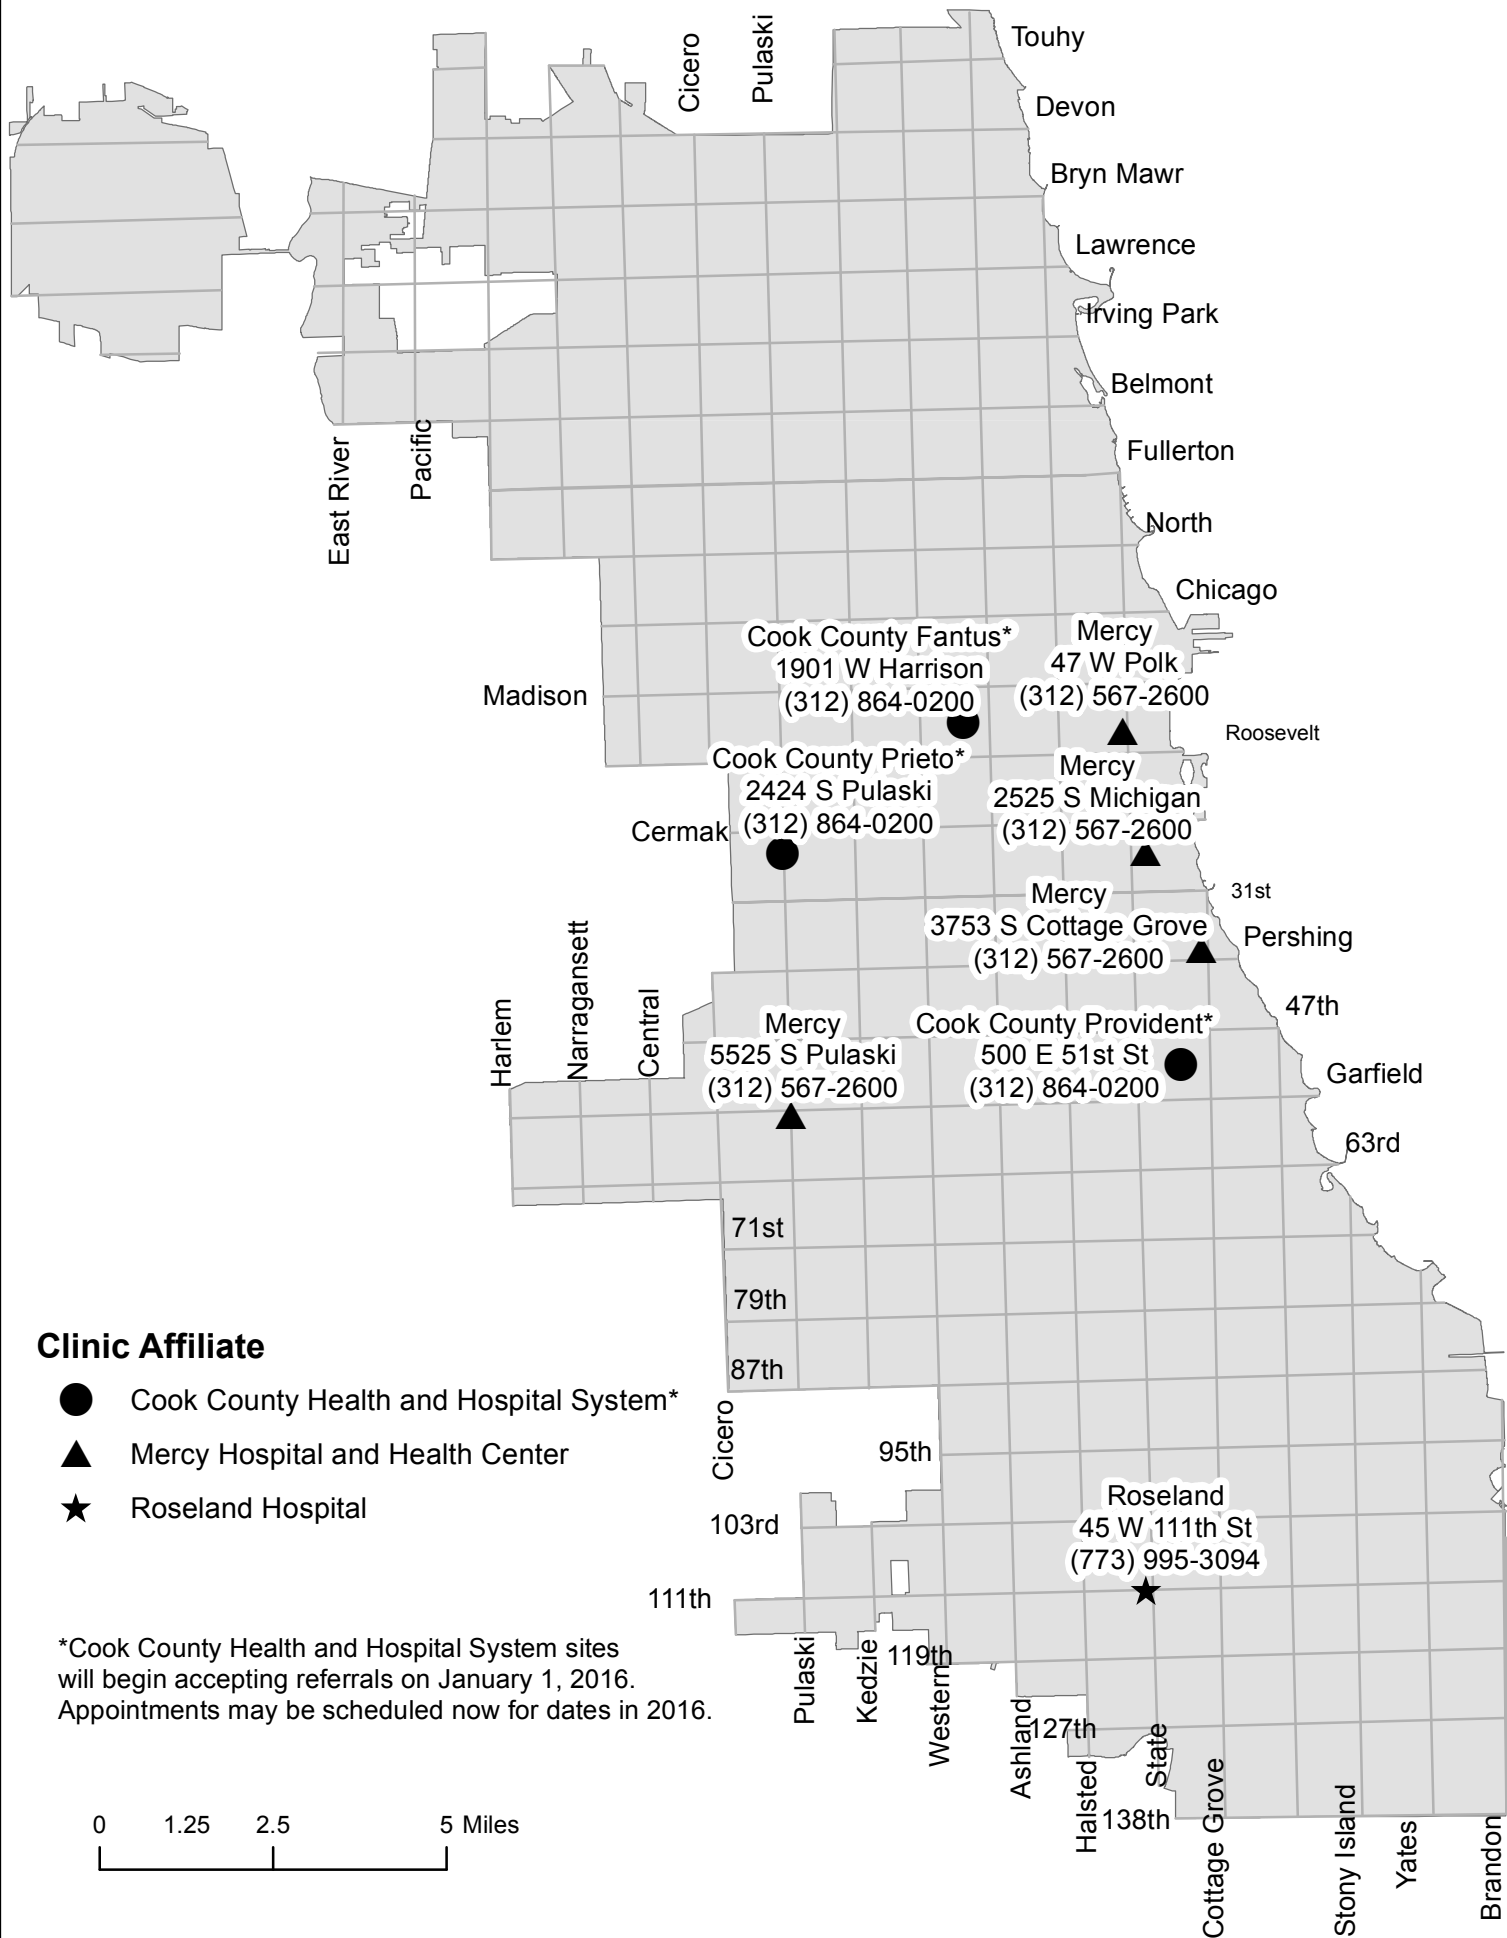 Touhy
Cicero
Pulaski
Devon
Bryn Mawr
Lawrence
Irving Park
Belmont
East River
Pacific
Fullerton
North
Chicago
Cook County Fantus*
1901 W Harrison
(312) 864-0200
Mercy
47 W Polk
(312) 567-2600
Madison
Roosevelt
Cook County Prieto*
2424 S Pulaski
(312) 864-0200
Mercy
2525 S Michigan
(312) 567-2600
Cermak
31st
Mercy
3753 S Cottage Grove
(312) 567-2600
Pershing
Harlem
Narragansett
Central
47th
Mercy
5525 S Pulaski
(312) 567-2600
Cook County Provident*
500 E 51st St
(312) 864-0200
Garfield
63rd
71st
79th
87th
Clinic Affiliate
Cook County Health and Hospital System*
Mercy Hospital and Health Center
Roseland Hospital
Cicero
95th
103rd
Roseland
45 W 111th St
(773) 995-3094
111th
*Cook County Health and Hospital System sites
will begin accepting referrals on January 1, 2016.
Appointments may be scheduled now for dates in 2016.
Pulaski
Kedzie
119th
Western
Ashland
127th
Halsted
State
138th
Cottage Grove
Stony Island
Yates
Brandon
0 1.25 2.5 5 Miles